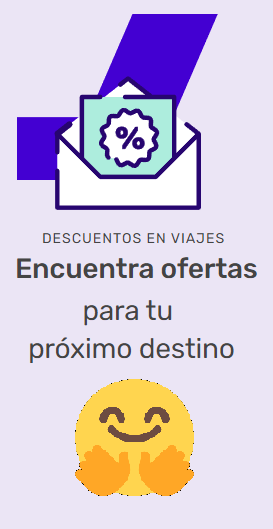 %
DESCUENTOS EN VIAJES
Encuentra ofertas
para tu
próximo destino